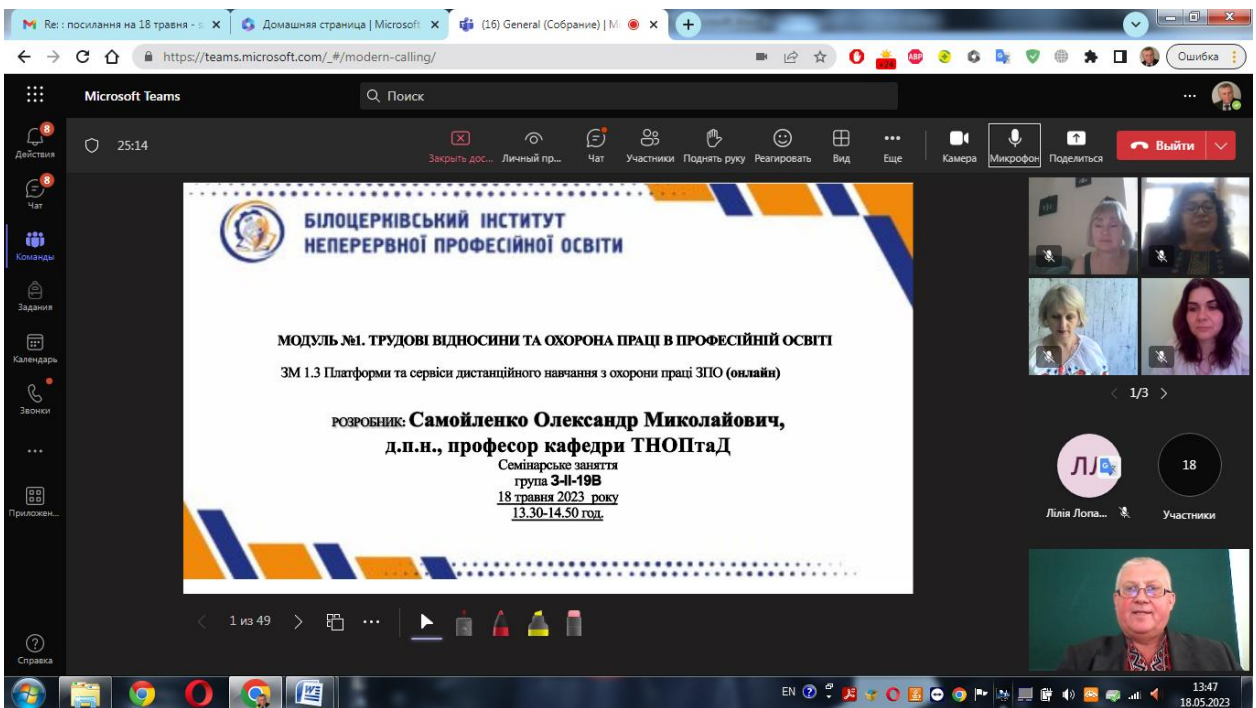 Re: : посилання на 18 травня - s
Домашняя страница | Microsoft
(16) General (Собрание) | Mi
https://teams.microsoft.com/_#/modern-calling/
+24
ABP
Ошибка
Microsoft Teams
Поиск
8
Действия
25:14
Закрыть дос...
Личный пр...
Чат
Участники
Поднять руку
Реагировать
Вид
Еще
Камера
Микрофон
Поделиться
Выйти
8
Чат
Команды
Задания
Календарь
Звонки
Приложен...
Справка
БІЛОЦЕРКІВСЬКИЙ ІНСТИТУТ
НЕПЕРЕРВНОЇ ПРОФЕСІЙНОЇ ОСВІТИ
МОДУЛЬ №1. ТРУДОВІ ВІДНОСИНИ ТА ОХОРОНА ПРАЦІ В ПРОФЕСІЙНІЙ ОСВІТІ
ЗМ 1.3 Платформи та сервіси дистанційного навчання з охорони праці ЗПО (онлайн)
РОЗРОБНИК: Самойленко Олександр Миколайович,
д.п.н., професор кафедри ТНОПтаД
Семінарське заняття
група З-ІІ-19В
18 травня 2023 року
13.30-14.50 год.
1/3
ЛЛ
18
Лілія Лопа...
Участники
1 из 49
EN
13:47
18.05.2023